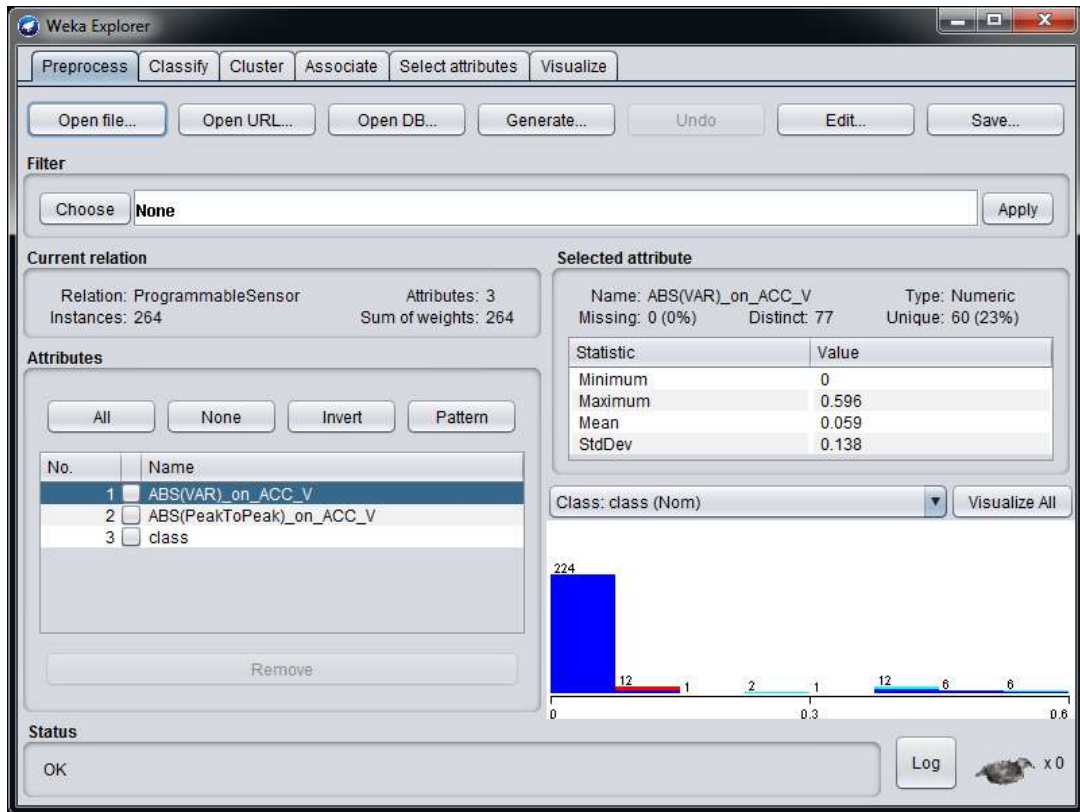 Weka Explorer
Preprocess Classify Cluster Associate Select attributes Visualize
Open file... Open URL... Open DB... Generate... Undo Edit... Save...
Filter
Choose None Apply
Current relation
Relation: ProgrammableSensor Attributes: 3
Instances: 264 Sum of weights: 264
Attributes
All None Invert Pattern
No. Name
1 ABS(VAR)_on_ACC_V
2 ABS(PeakToPeak)_on_ACC_V
3 class
Remove
Selected attribute
Name: ABS(VAR)_on_ACC_V Type: Numeric
Missing: 0 (0%) Distinct: 77 Unique: 60 (23%)
Statistic Value
Minimum 0
Maximum 0.596
Mean 0.059
StdDev 0.138
Class: class (Nom) Visualize All
224
12 1 2 1 12 6 6
0 0.3 0.6
Status
OK Log x 0